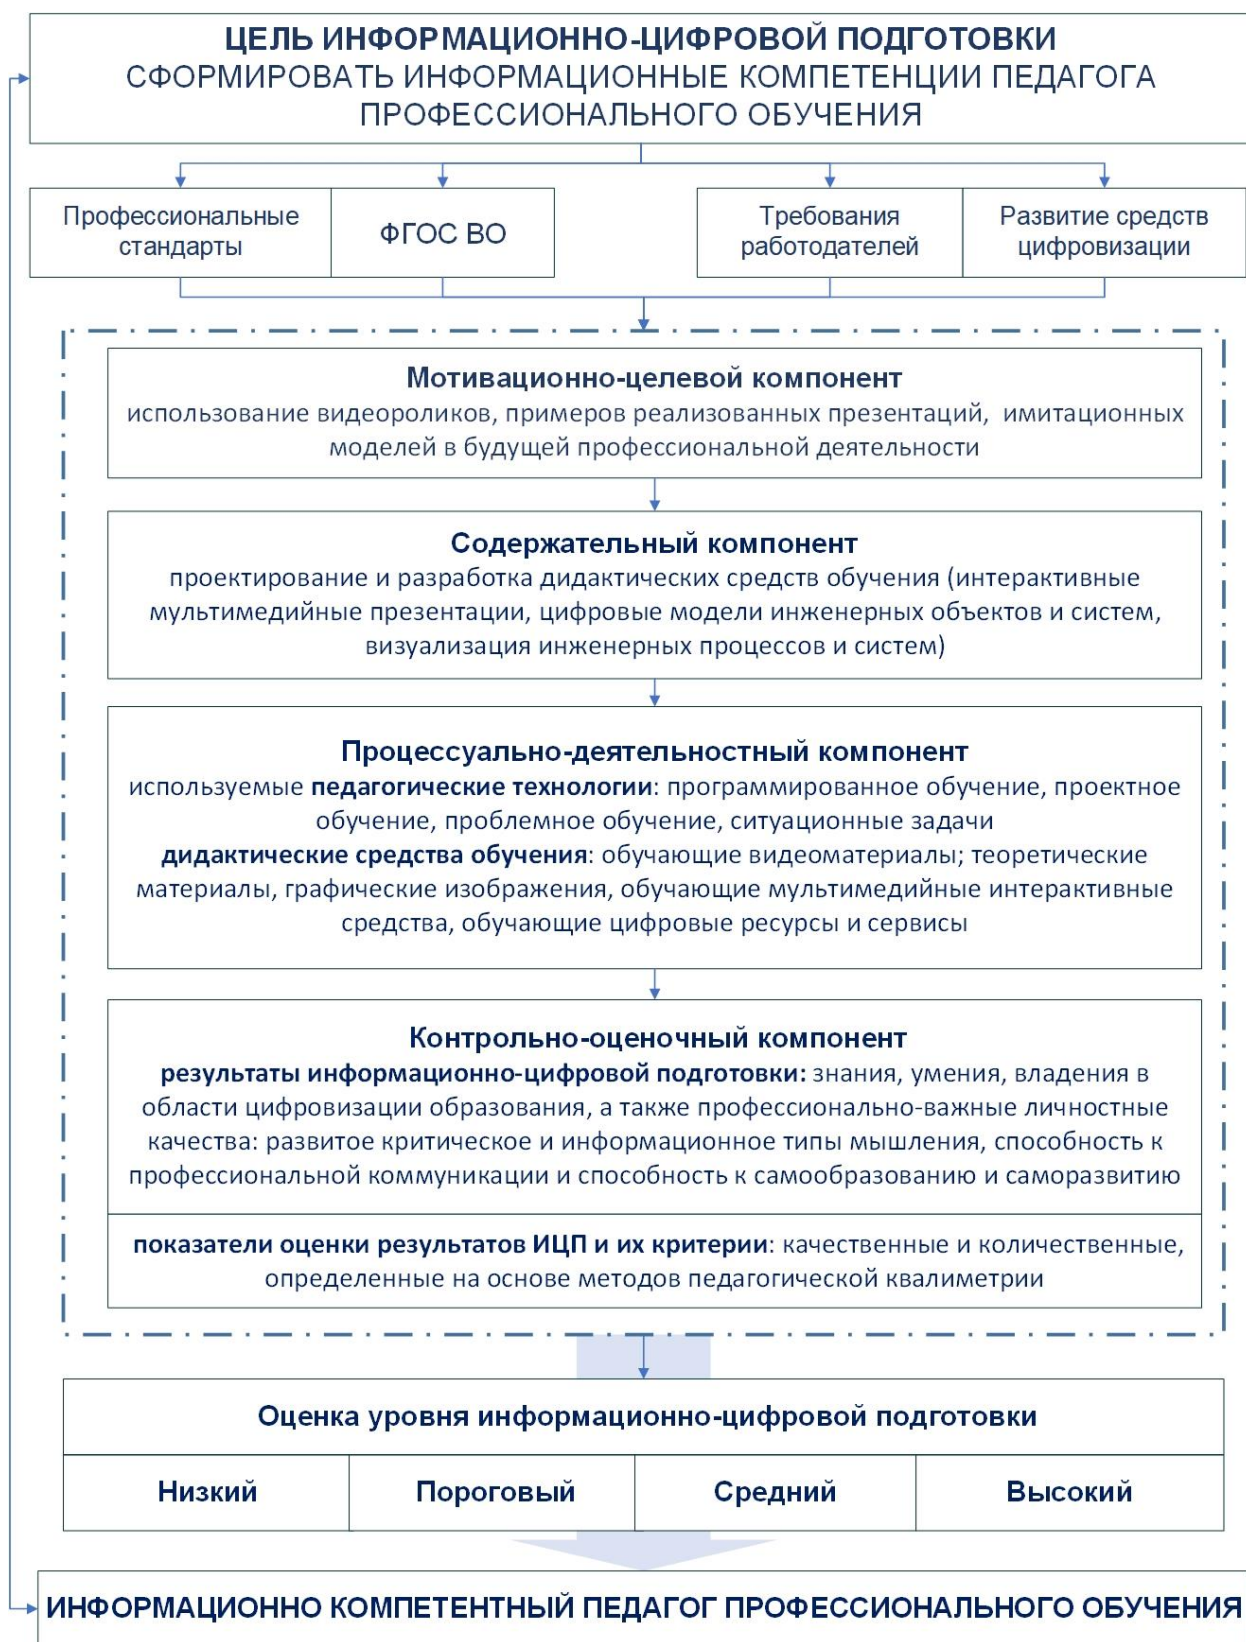 ЦЕЛЬ ИНФОРМАЦИОННО-ЦИФРОВОЙ ПОДГОТОВКИ
СФОРМИРОВАТЬ ИНФОРМАЦИОННЫЕ КОМПЕТЕНЦИИ ПЕДАГОГА
ПРОФЕССИОНАЛЬНОГО ОБУЧЕНИЯ
Профессиональные
стандарты
ФГОС ВО
Требования
работодателей
Развитие средств
цифровизации
Мотивационно-целевой компонент
использование видеороликов, примеров реализованных презентаций, имитационных
моделей в будущей профессиональной деятельности
Содержательный компонент
проектирование и разработка дидактических средств обучения (интерактивные
мультимедийные презентации, цифровые модели инженерных объектов и систем,
визуализация инженерных процессов и систем)
Процессуально-деятельностный компонент
используемые педагогические технологии: программированное обучение, проектное
обучение, проблемное обучение, ситуационные задачи
дидактические средства обучения: обучающие видеоматериалы; теоретические
материалы, графические изображения, обучающие мультимедийные интерактивные
средства, обучающие цифровые ресурсы и сервисы
Контрольно-оценочный компонент
результаты информационно-цифровой подготовки: знания, умения, владения в
области цифровизации образования, а также профессионально-важные личностные
качества: развитое критическое и информационное типы мышления, способность к
профессиональной коммуникации и способность к самообразованию и саморазвитию
показатели оценки результатов ИЦП и их критерии: качественные и количественные,
определенные на основе методов педагогической квалиметрии
Оценка уровня информационно-цифровой подготовки
Низкий
Пороговый
Средний
Высокий
ИНФОРМАЦИОННО КОМПЕТЕНТНЫЙ ПЕДАГОГ ПРОФЕССИОНАЛЬНОГО ОБУЧЕНИЯ